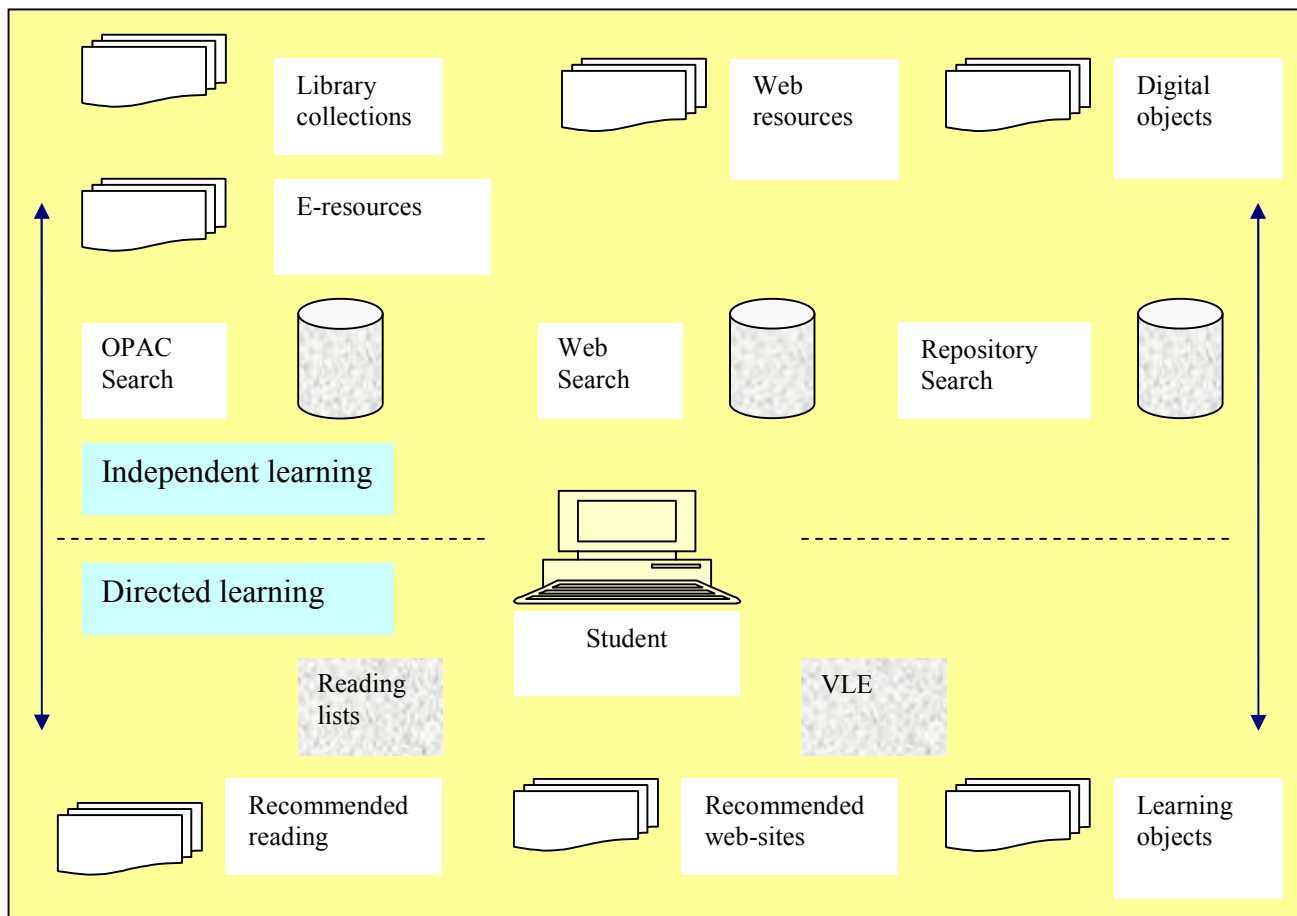 Library
collections
Web
resources
Digital
objects
E-resources
OPAC
Search
Web
Search
Repository
Search
Independent learning
Directed learning
Student
Reading
lists
VLE
Recommended
reading
Recommended
web-sites
Learning
objects